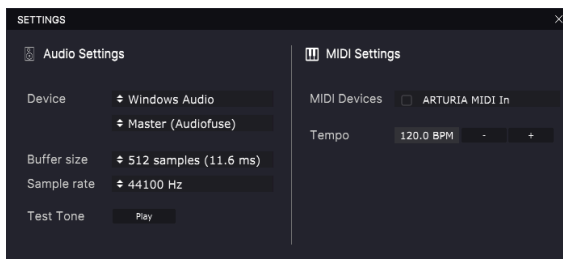 SETTINGS
Audio Settings
Device
Windows Audio
Master (Audiofuse)
Buffer size
512 samples (11.6 ms)
Sample rate
44100 Hz
Test Tone
Play
MIDI Settings
MIDI Devices
ARTURIA MIDI In
Tempo
120.0 BPM
-
+